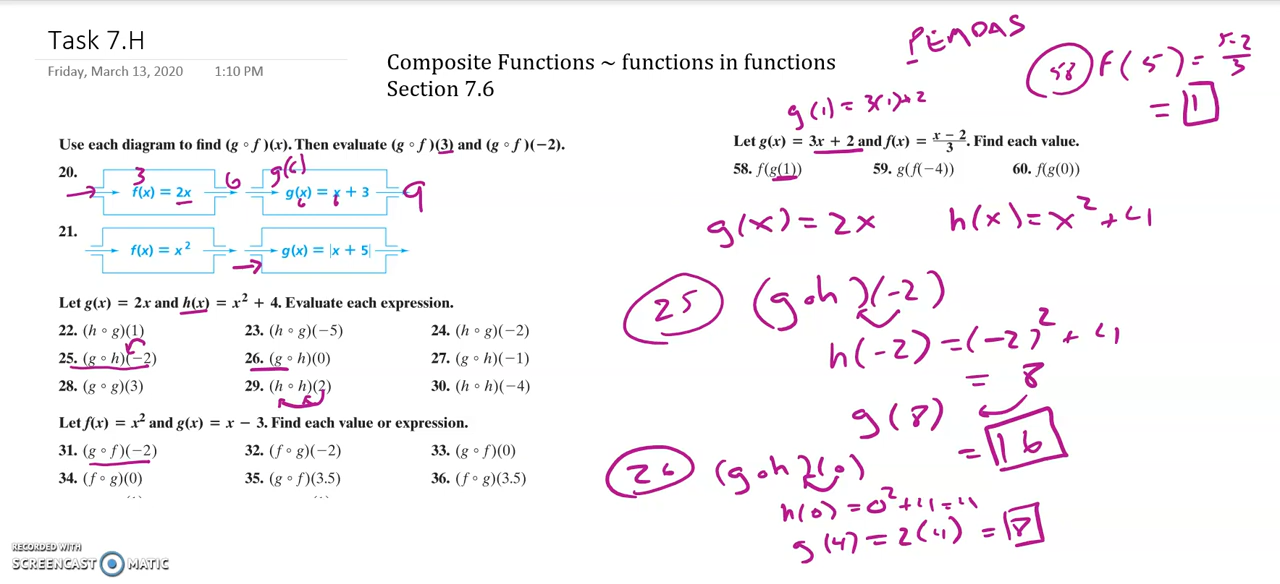 Task 7.H
Friday, March 13, 2020 1:10 PM
Composite Functions ~ functions in functions
Section 7.6
PEMDAS
58 f(5) = 5-2/3
= 1
g(1) = 3(1)+2
Use each diagram to find (g ∘ f)(x). Then evaluate (g ∘ f)(3) and (g ∘ f)(−2).
20.
3 6 g(6) 9
f(x) = 2x g(x) = x + 3
6 6
21.
f(x) = x² g(x) = |x + 5|
Let g(x) = 2x and h(x) = x² + 4. Evaluate each expression.
22. (h ∘ g)(1) 23. (h ∘ g)(−5) 24. (h ∘ g)(−2)
25. (g ∘ h)(−2) 26. (g ∘ h)(0) 27. (g ∘ h)(−1)
28. (g ∘ g)(3) 29. (h ∘ h)(2) 30. (h ∘ h)(−4)
Let f(x) = x² and g(x) = x − 3. Find each value or expression.
31. (g ∘ f)(−2) 32. (f ∘ g)(−2) 33. (g ∘ f)(0)
34. (f ∘ g)(0) 35. (g ∘ f)(3.5) 36. (f ∘ g)(3.5)
Let g(x) = 3x + 2 and f(x) = x − 2/3. Find each value.
58. f(g(1)) 59. g(f(−4)) 60. f(g(0))
g(x) = 2x h(x) = x² + 4
25 (g∘h)(-2)
h(-2) = (-2)² + 4
= 8
g(8)
= 16
26 (g∘h)(0)
h(0) = 0² + 4 = 4
g(4) = 2(4) = 8
RECORDED WITH
SCREENCAST MATIC